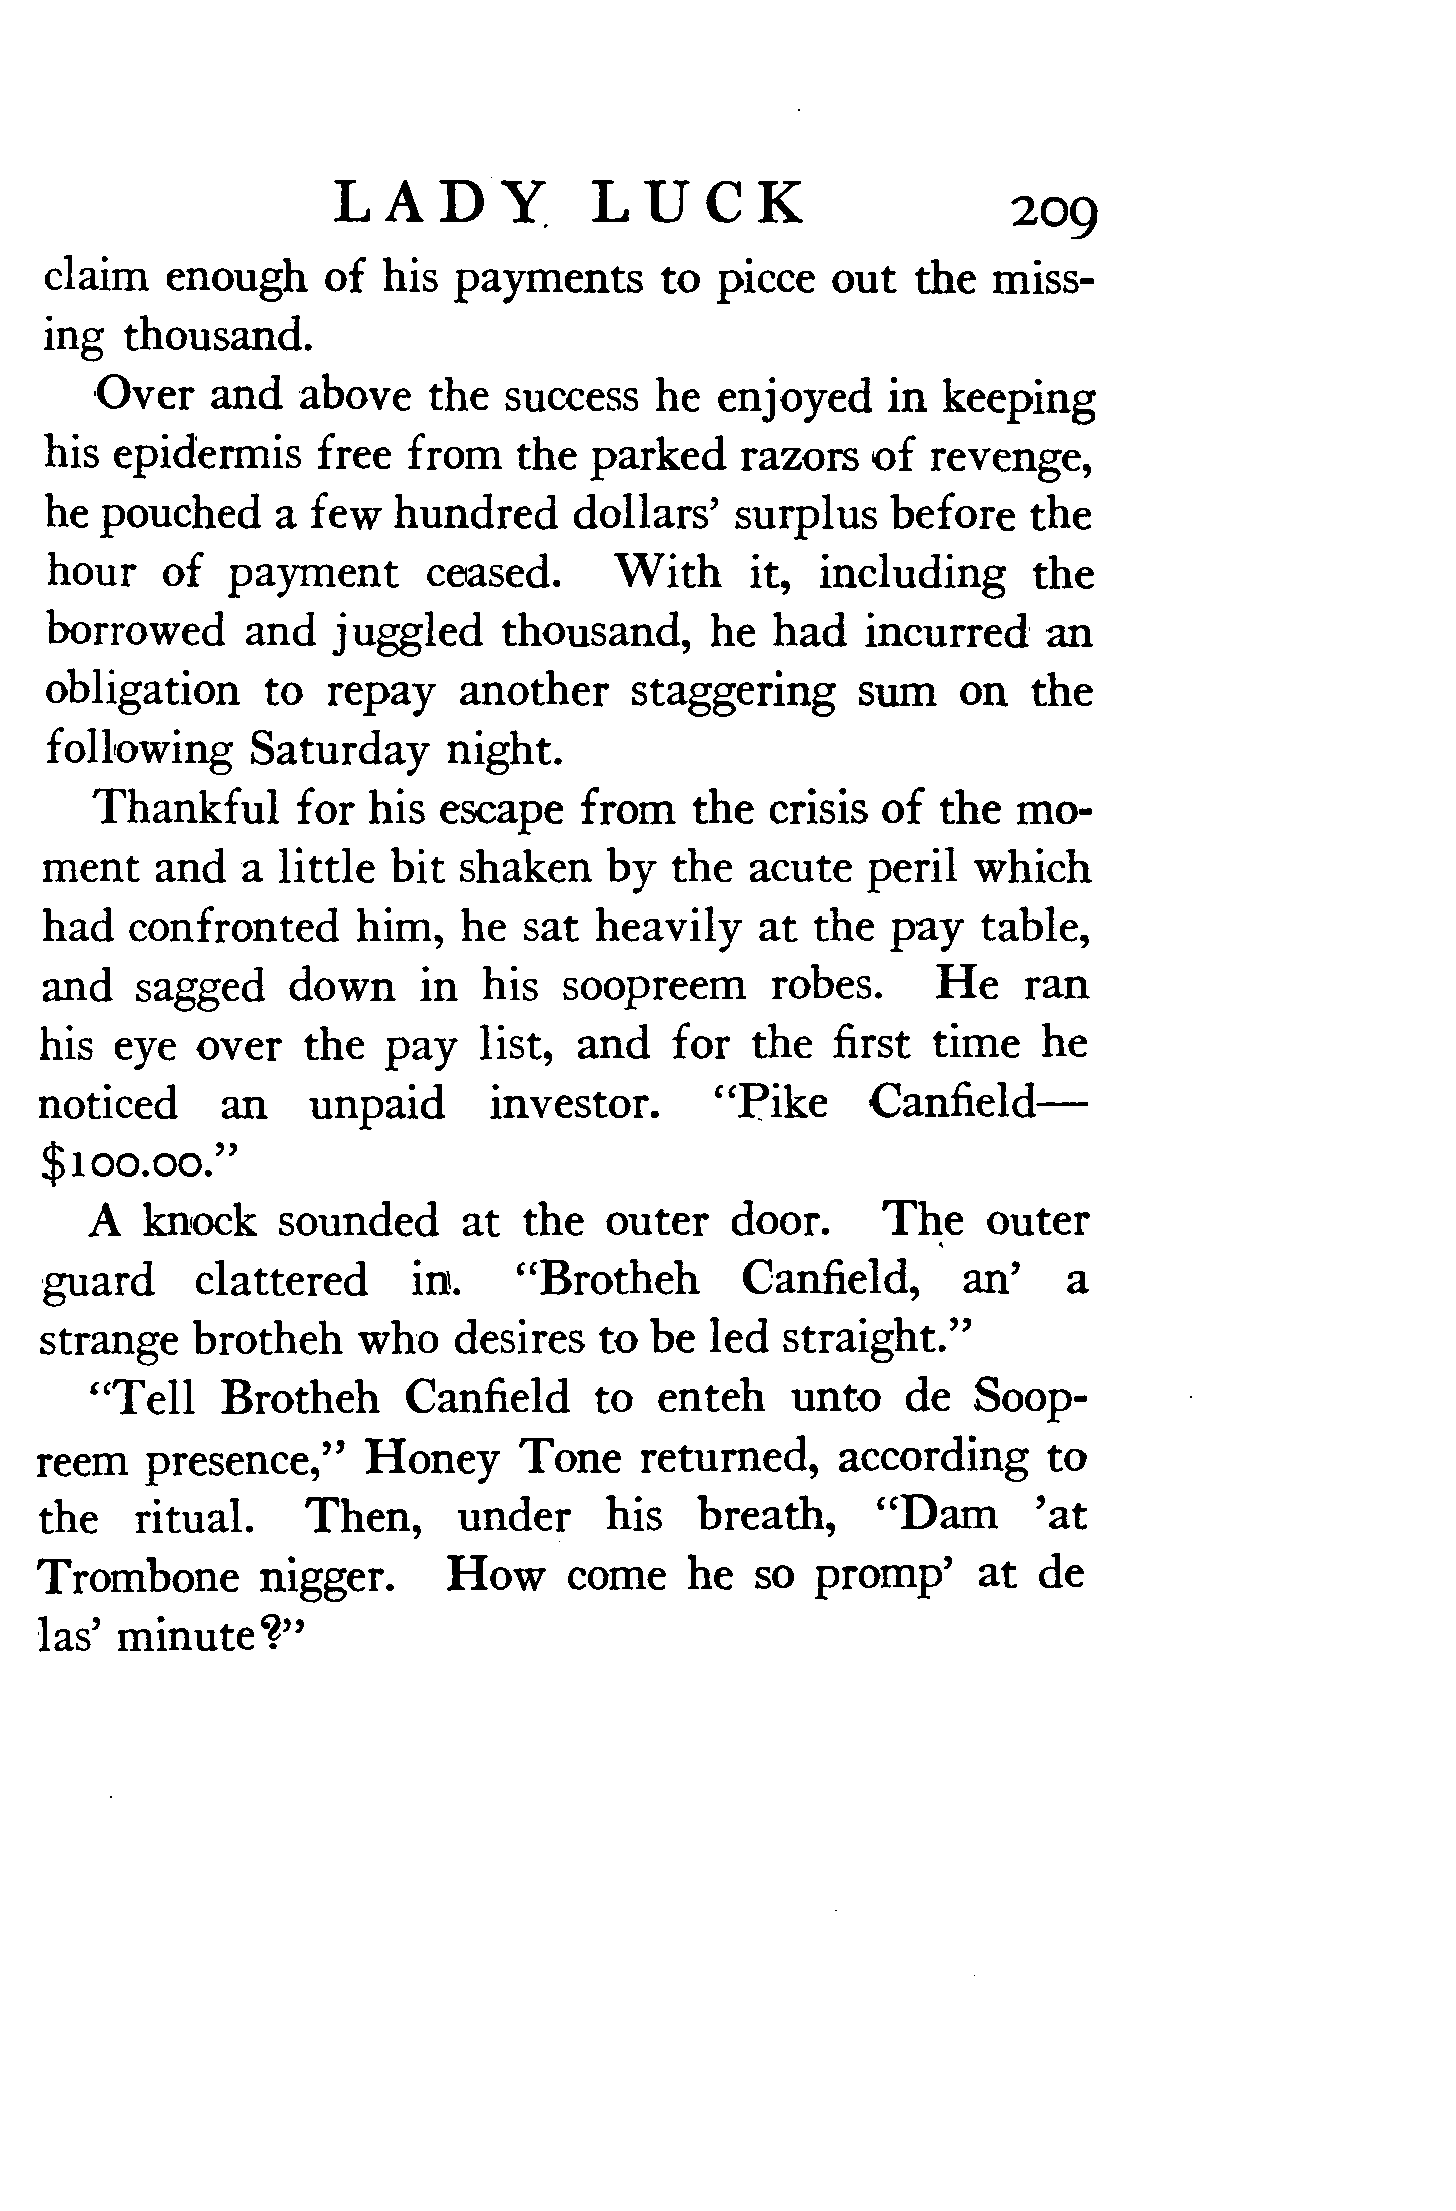 LADY LUCK 209
claim enough of his payments to picce out the miss-
ing thousand.
Over and above the success he enjoyed in keeping
his epidermis free from the parked razors of revenge,
he pouched a few hundred dollars’ surplus before the
hour of payment ceased. With it, including the
borrowed and juggled thousand, he had incurred an
obligation to repay another staggering sum on the
following Saturday night.
Thankful for his escape from the crisis of the mo-
ment and a little bit shaken by the acute peril which
had confronted him, he sat heavily at the pay table,
and sagged down in his soopreem robes. He ran
his eye over the pay list, and for the first time he
noticed an unpaid investor. “Pike Canfield—
$100.00.”
A knock sounded at the outer door. The outer
guard clattered in. “Brotheh Canfield, an’ a
strange brotheh who desires to be led straight.”
“Tell Brotheh Canfield to enteh unto de Soop-
reem presence,” Honey Tone returned, according to
the ritual. Then, under his breath, “Dam ’at
Trombone nigger. How come he so promp’ at de
las’ minute?”